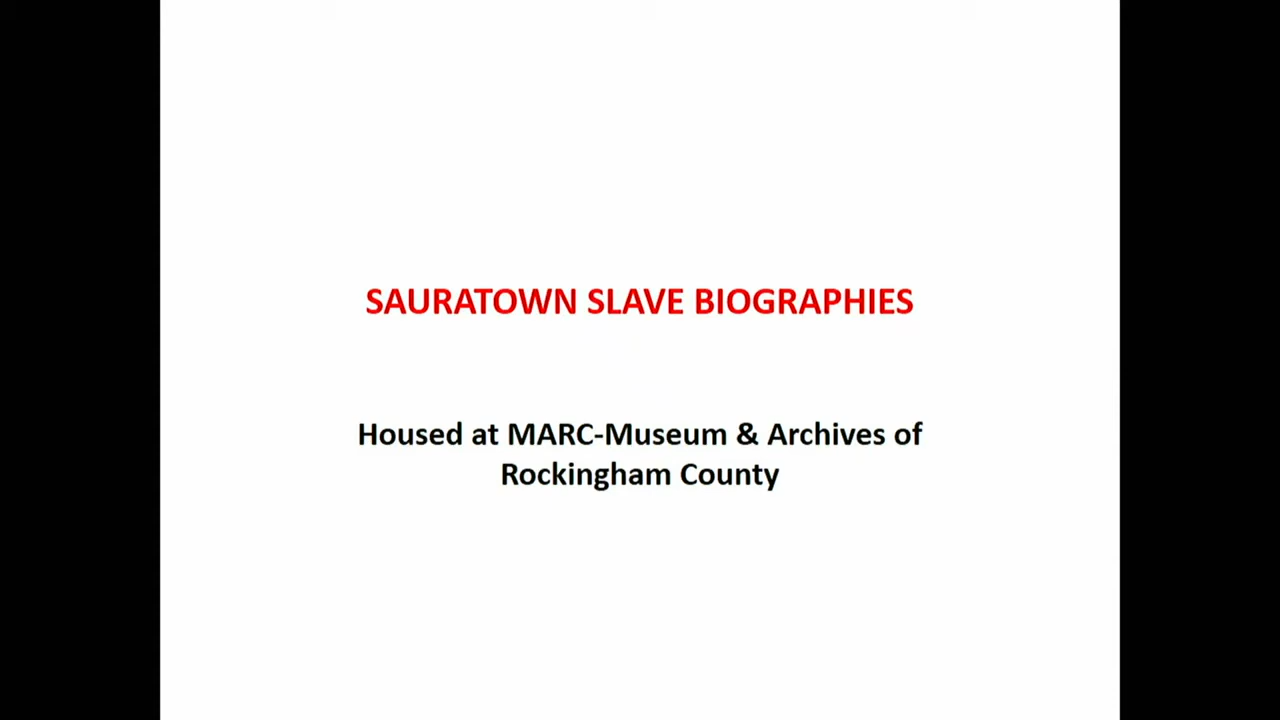 SAURATOWN SLAVE BIOGRAPHIES
Housed at MARC-Museum & Archives of
Rockingham County